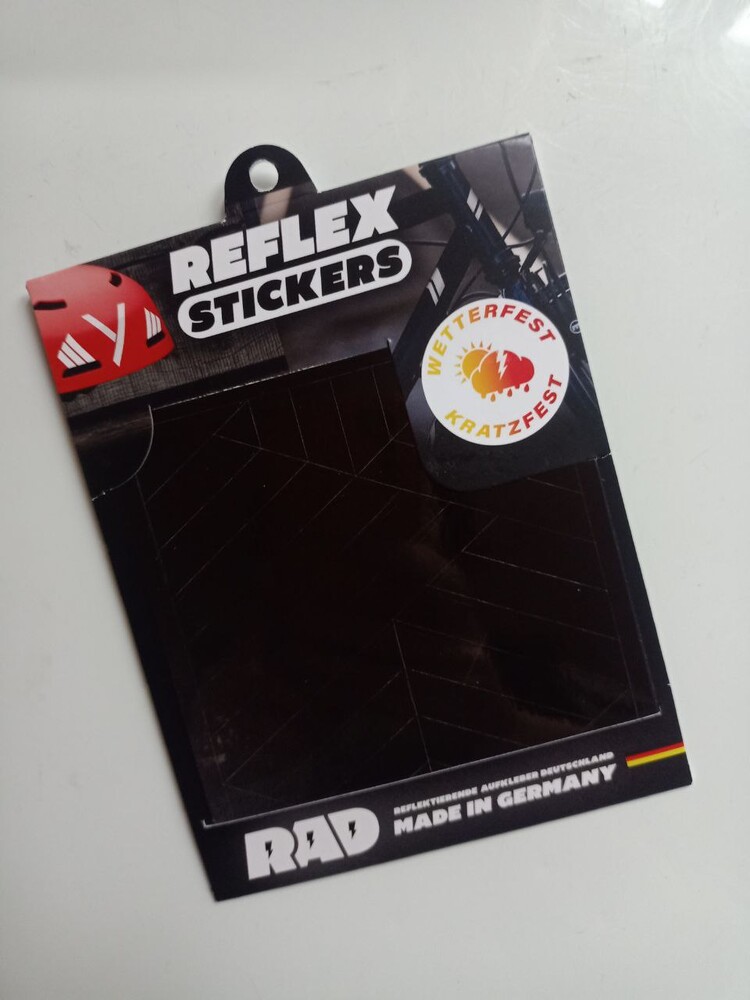 REFLEX
STICKERS
WETTERFEST
KRATZFEST
RAD
REFLEKTIERENDE AUFKLEBER DEUTSCHLAND
MADE IN GERMANY